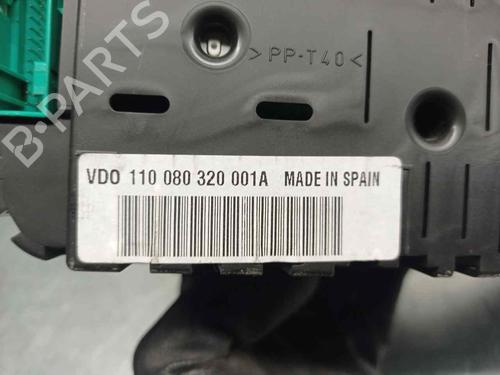 >PP-T40<
B-PARTS
VDO 110 080 320 001A MADE IN SPAIN